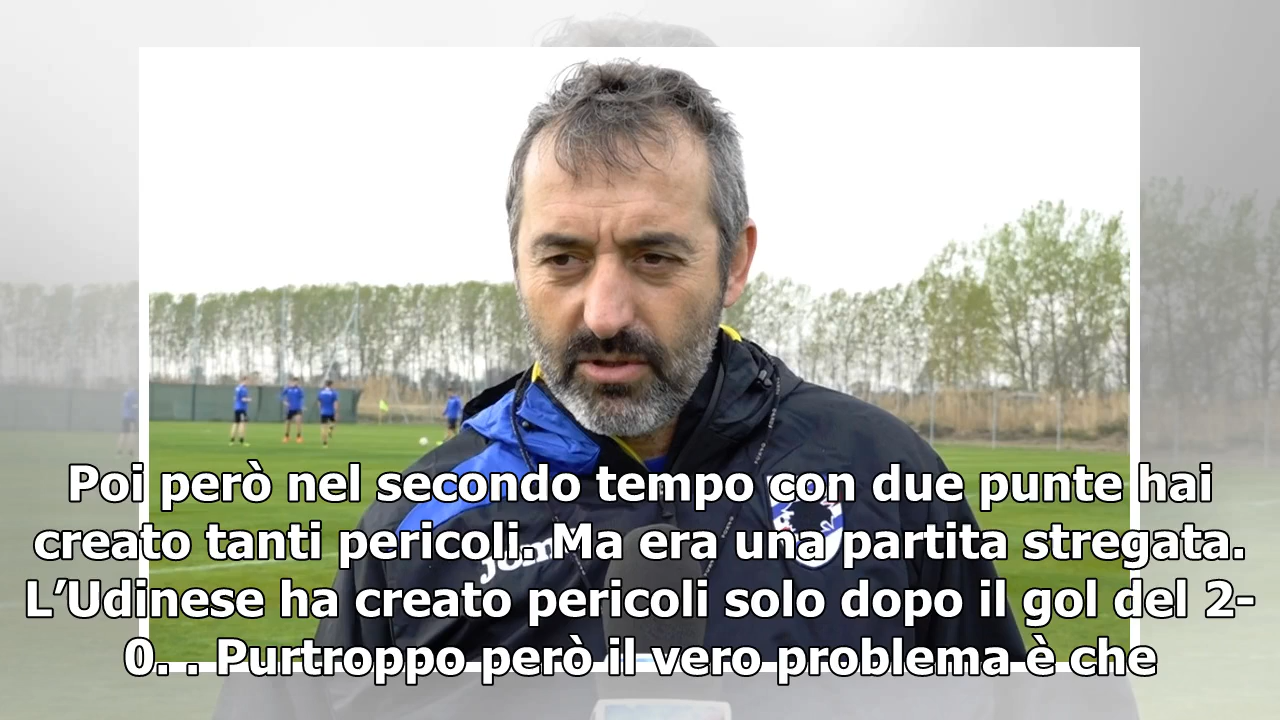 Poi però nel secondo tempo con due punte hai
creato tanti pericoli. Ma era una partita stregata.
L’Udinese ha creato pericoli solo dopo il gol del 2-
0. . Purtroppo però il vero problema è che